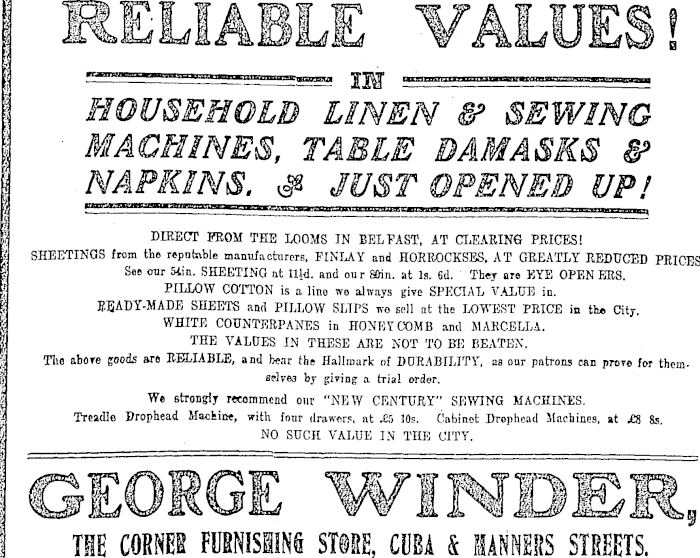 RELIABLE VALUES!
IN
HOUSEHOLD LINEN & SEWING
MACHINES, TABLE DAMASKS &
NAPKINS. & JUST OPENED UP!
DIRECT FROM THE LOOMS IN BELFAST, AT CLEARING PRICES!
SHEETINGS from the reputable manufacturers, FINLAY and HORROCKSES, AT GREATLY REDUCED PRICES
See our 54in. SHEETING at 11½d. and our 80in. at 1s. 6d. They are EYE OPENERS.
PILLOW COTTON is a line we always give SPECIAL VALUE in.
READY-MADE SHEETS and PILLOW SLIPS we sell at the LOWEST PRICE in the City.
WHITE COUNTERPANES in HONEYCOMB and MARCELLA.
THE VALUES IN THESE ARE NOT TO BE BEATEN.
The above goods are RELIABLE, and bear the Hallmark of DURABILITY, as our patrons can prove for them-
selves by giving a trial order.
We strongly recommend our "NEW CENTURY" SEWING MACHINES.
Treadle Drophead Machine, with four drawers, at £5 10s. Cabinet Drophead Machines, at £8 8s.
NO SUCH VALUE IN THE CITY.
GEORGE WINDER,
THE CORNER FURNISHING STORE, CUBA & MANNERS STREETS.